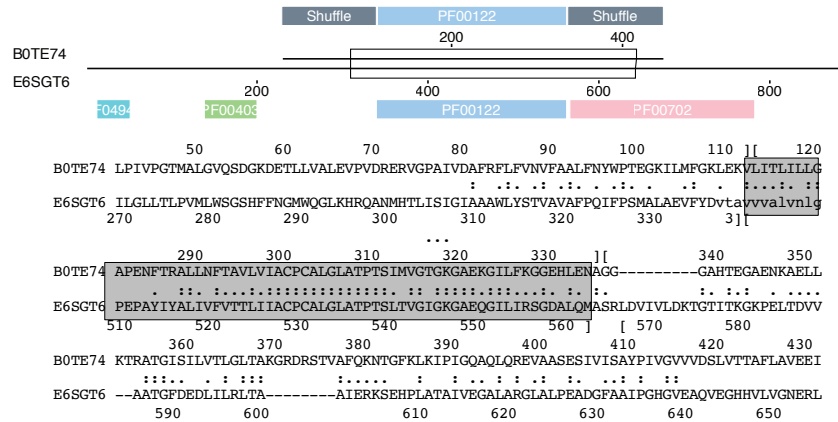 Shuffle PF00122 Shuffle
200 400
B0TE74
E6SGT6
200 400 600 800
PF0494 PF00403 PF00122 PF00702
50 60 70 80 90 100 110 ][ 120
B0TE74 LPIVPGTMALGVQSDGKDETLLVALEVPVDRERVGPAIVDAFRFLFVNVFAALFNYWPTEGKILMFGKLEKVLITLILLG
E6SGT6 ILGLLTLPVMLWSGSHFFNGMWQGLKHRQANMHTLISIGIAAAWLYSTVAVAFPQIFPSMALAEVFYDvtavvvalvnlg
270 280 290 300 310 320 330 3][
...
290 300 310 320 330 ][ 340 350
B0TE74 APENFTRALLNFTAVLVIACPCALGLATPTSIMVGTGKGAEKGILFKGGEHLENAGG---------GAHTEGAENKAELL
E6SGT6 PEPAYIYALIVFVTTLIIACPCALGLATPTSLTVGIGKGAEQGILIRSGDALQMASRLDVIVLDKTGTITKGKPELTDVV
510 520 530 540 550 560 ] [ 570 580
360 370 380 390 400 410 420 430
B0TE74 KTRATGISILVTLGLTAKGRDRSTVAFQKNTGFKLKIPIGQAQLQREVAASESIVISAYPIVGVVVDSLVTTAFLAVEEI
E6SGT6 --AATGFDEDLILRLTA-------AIERKSEHPLATAIVEGALARGLALPEADGFAAIPGHGVEAQVEGHHVLVGNERL
590 600 610 620 630 640 650